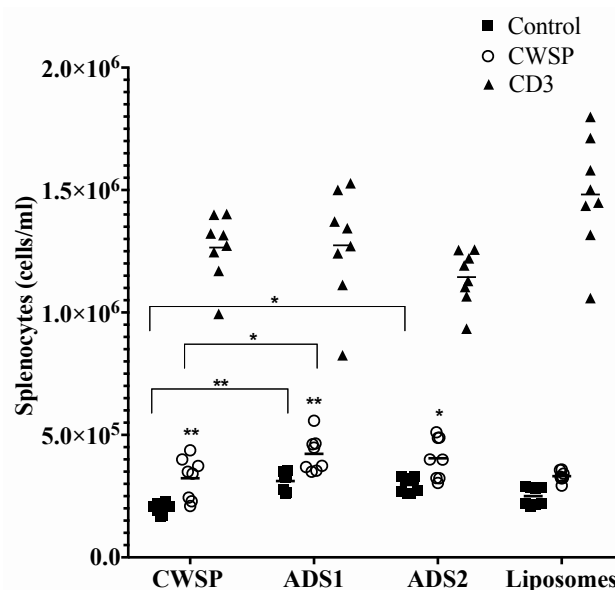 Control
CWSP
CD3
2.0×10⁶
1.5×10⁶
1.0×10⁶
5.0×10⁵
0.0
Splenocytes (cells/ml)
*
*
**
**
**
*
CWSP ADS1 ADS2 Liposomes